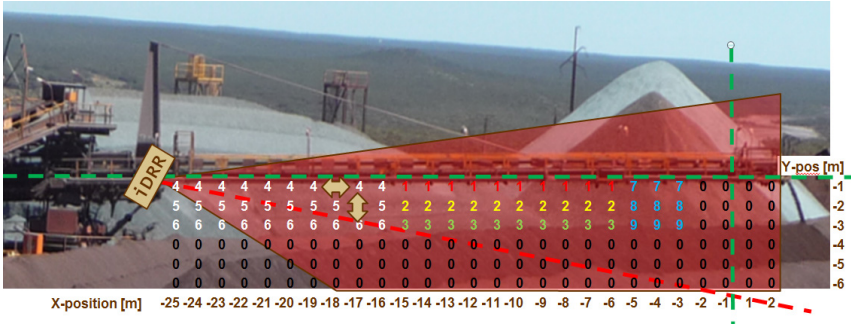 iDRR
Y-pos [m]
4 4 4 4 4 4 4 4 4 1 1 1 1 1 1 1 1 1 1 7 7 7 0 0 0 0 -1
5 5 5 5 5 5 5 5 5 2 2 2 2 2 2 2 2 2 2 8 8 8 0 0 0 0 -2
6 6 6 6 6 6 6 6 6 6 3 3 3 3 3 3 3 3 3 3 9 9 9 0 0 0 0 -3
0 0 0 0 0 0 0 0 0 0 0 0 0 0 0 0 0 0 0 0 0 0 0 0 0 0 0 -4
0 0 0 0 0 0 0 0 0 0 0 0 0 0 0 0 0 0 0 0 0 0 0 0 0 0 0 -5
0 0 0 0 0 0 0 0 0 0 0 0 0 0 0 0 0 0 0 0 0 0 0 0 0 0 0 -6
X-position [m] -25 -24 -23 -22 -21 -20 -19 -18 -17 -16 -15 -14 -13 -12 -11 -10 -9 -8 -7 -6 -5 -4 -3 -2 -1 1 2